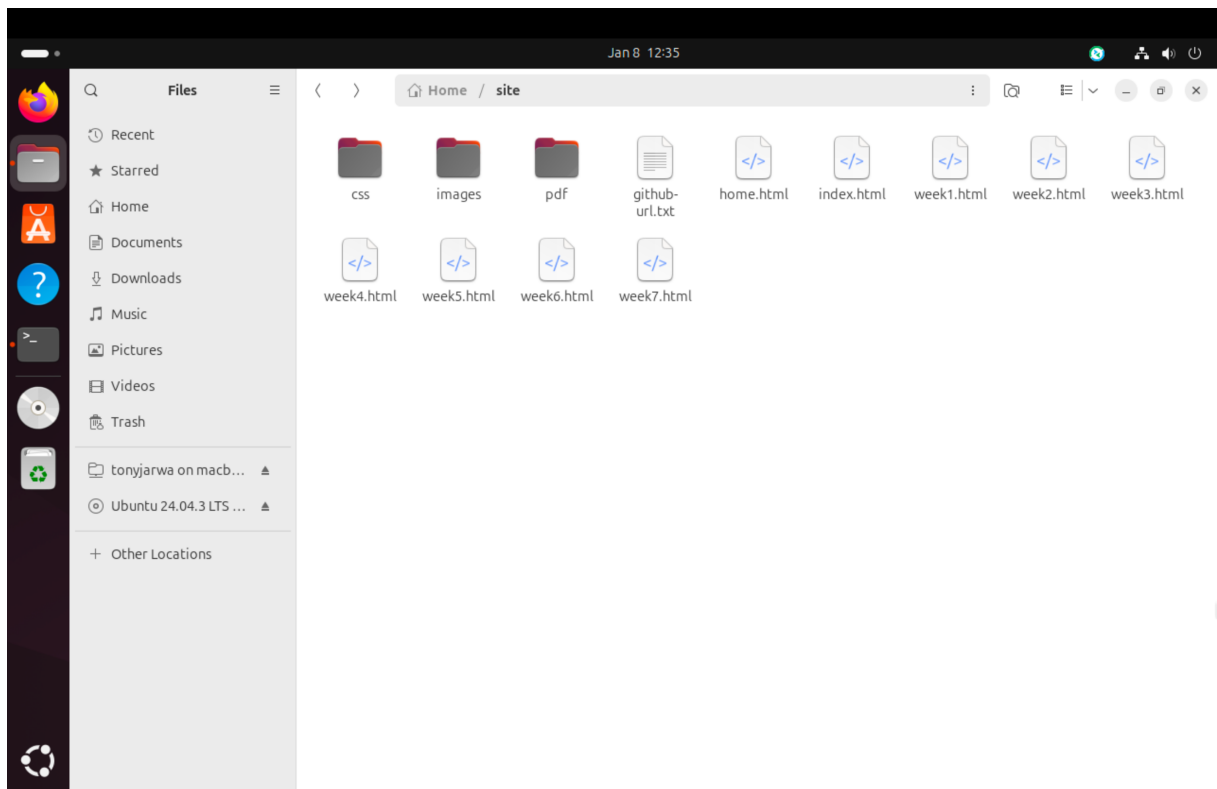 Jan 8 12:35
Files
Home / site
Recent
Starred
Home
Documents
Downloads
Music
Pictures
Videos
Trash
tonyjarwa on macb...
Ubuntu 24.04.3 LTS ...
+ Other Locations
css
images
pdf
github-
url.txt
home.html
index.html
week1.html
week2.html
week3.html
week4.html
week5.html
week6.html
week7.html